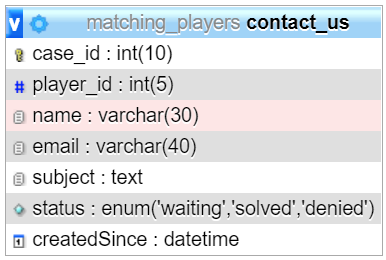 v matching_players contact_us
case_id : int(10)
# player_id : int(5)
name : varchar(30)
email : varchar(40)
subject : text
status : enum('waiting','solved','denied')
createdSince : datetime